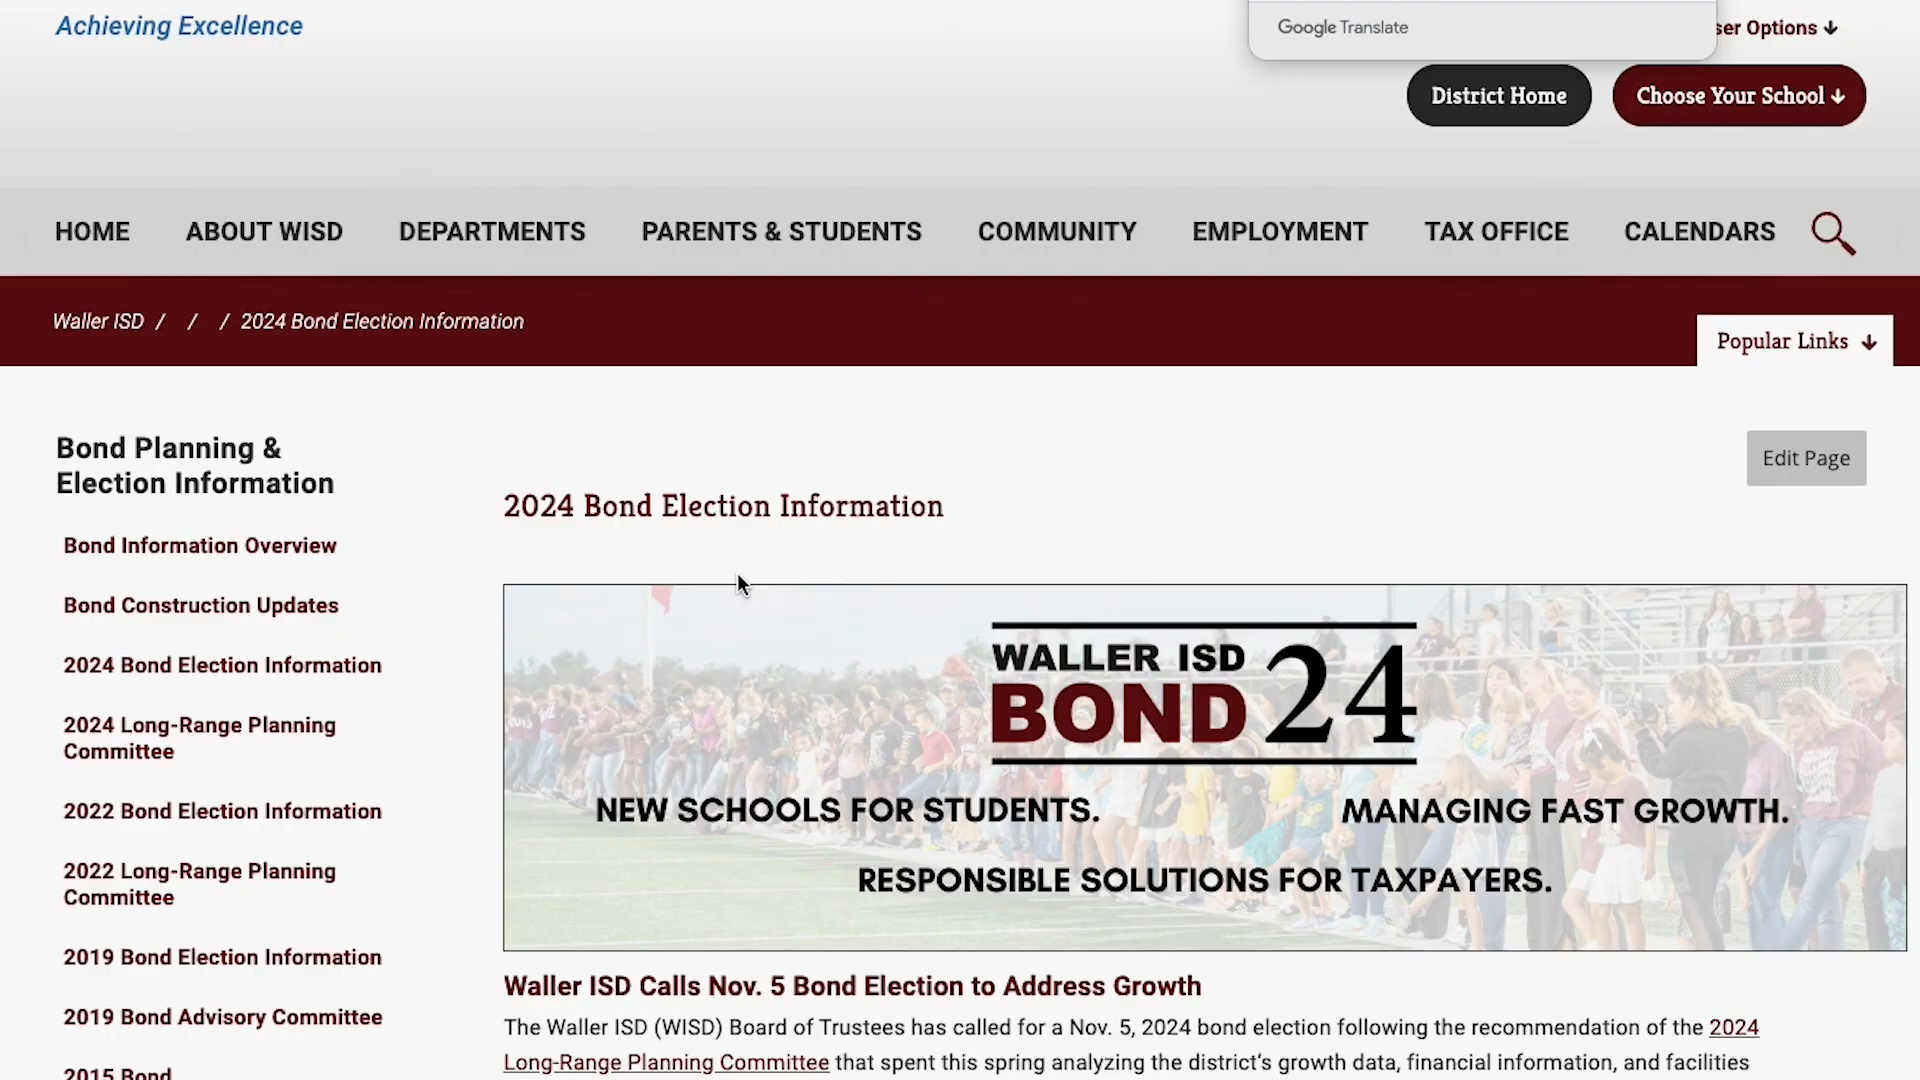 Achieving Excellence
Google Translate
ser Options
District Home
Choose Your School
HOME
ABOUT WISD
DEPARTMENTS
PARENTS & STUDENTS
COMMUNITY
EMPLOYMENT
TAX OFFICE
CALENDARS
Waller ISD / / / 2024 Bond Election Information
Popular Links
Bond Planning &
Election Information
Bond Information Overview
Bond Construction Updates
2024 Bond Election Information
2024 Long-Range Planning
Committee
2022 Bond Election Information
2022 Long-Range Planning
Committee
2019 Bond Election Information
2019 Bond Advisory Committee
2015 Bond
Edit Page
2024 Bond Election Information
WALLER ISD
BOND 24
NEW SCHOOLS FOR STUDENTS.
MANAGING FAST GROWTH.
RESPONSIBLE SOLUTIONS FOR TAXPAYERS.
Waller ISD Calls Nov. 5 Bond Election to Address Growth
The Waller ISD (WISD) Board of Trustees has called for a Nov. 5, 2024 bond election following the recommendation of the 2024
Long-Range Planning Committee that spent this spring analyzing the district's growth data, financial information, and facilities